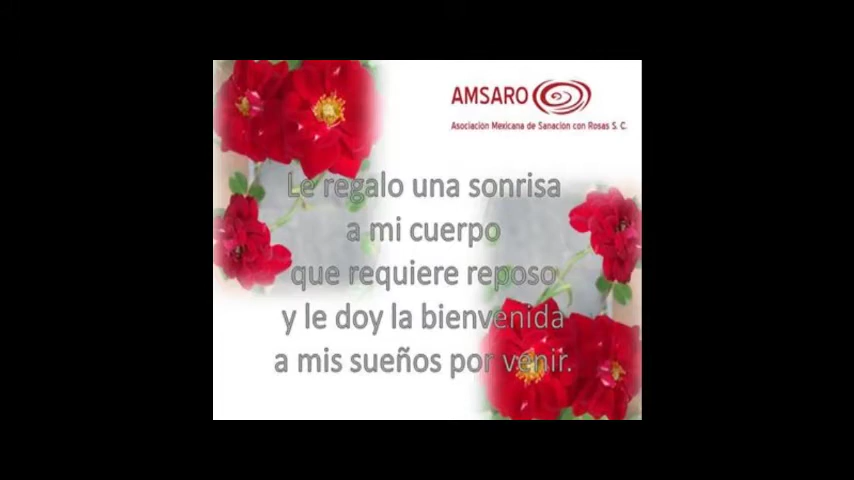 AMSARO
Asociación Mexicana de Sanación con Rosas S. C.
Le regalo una sonrisa
a mi cuerpo
que requiere reposo
y le doy la bienvenida
a mis sueños por venir.